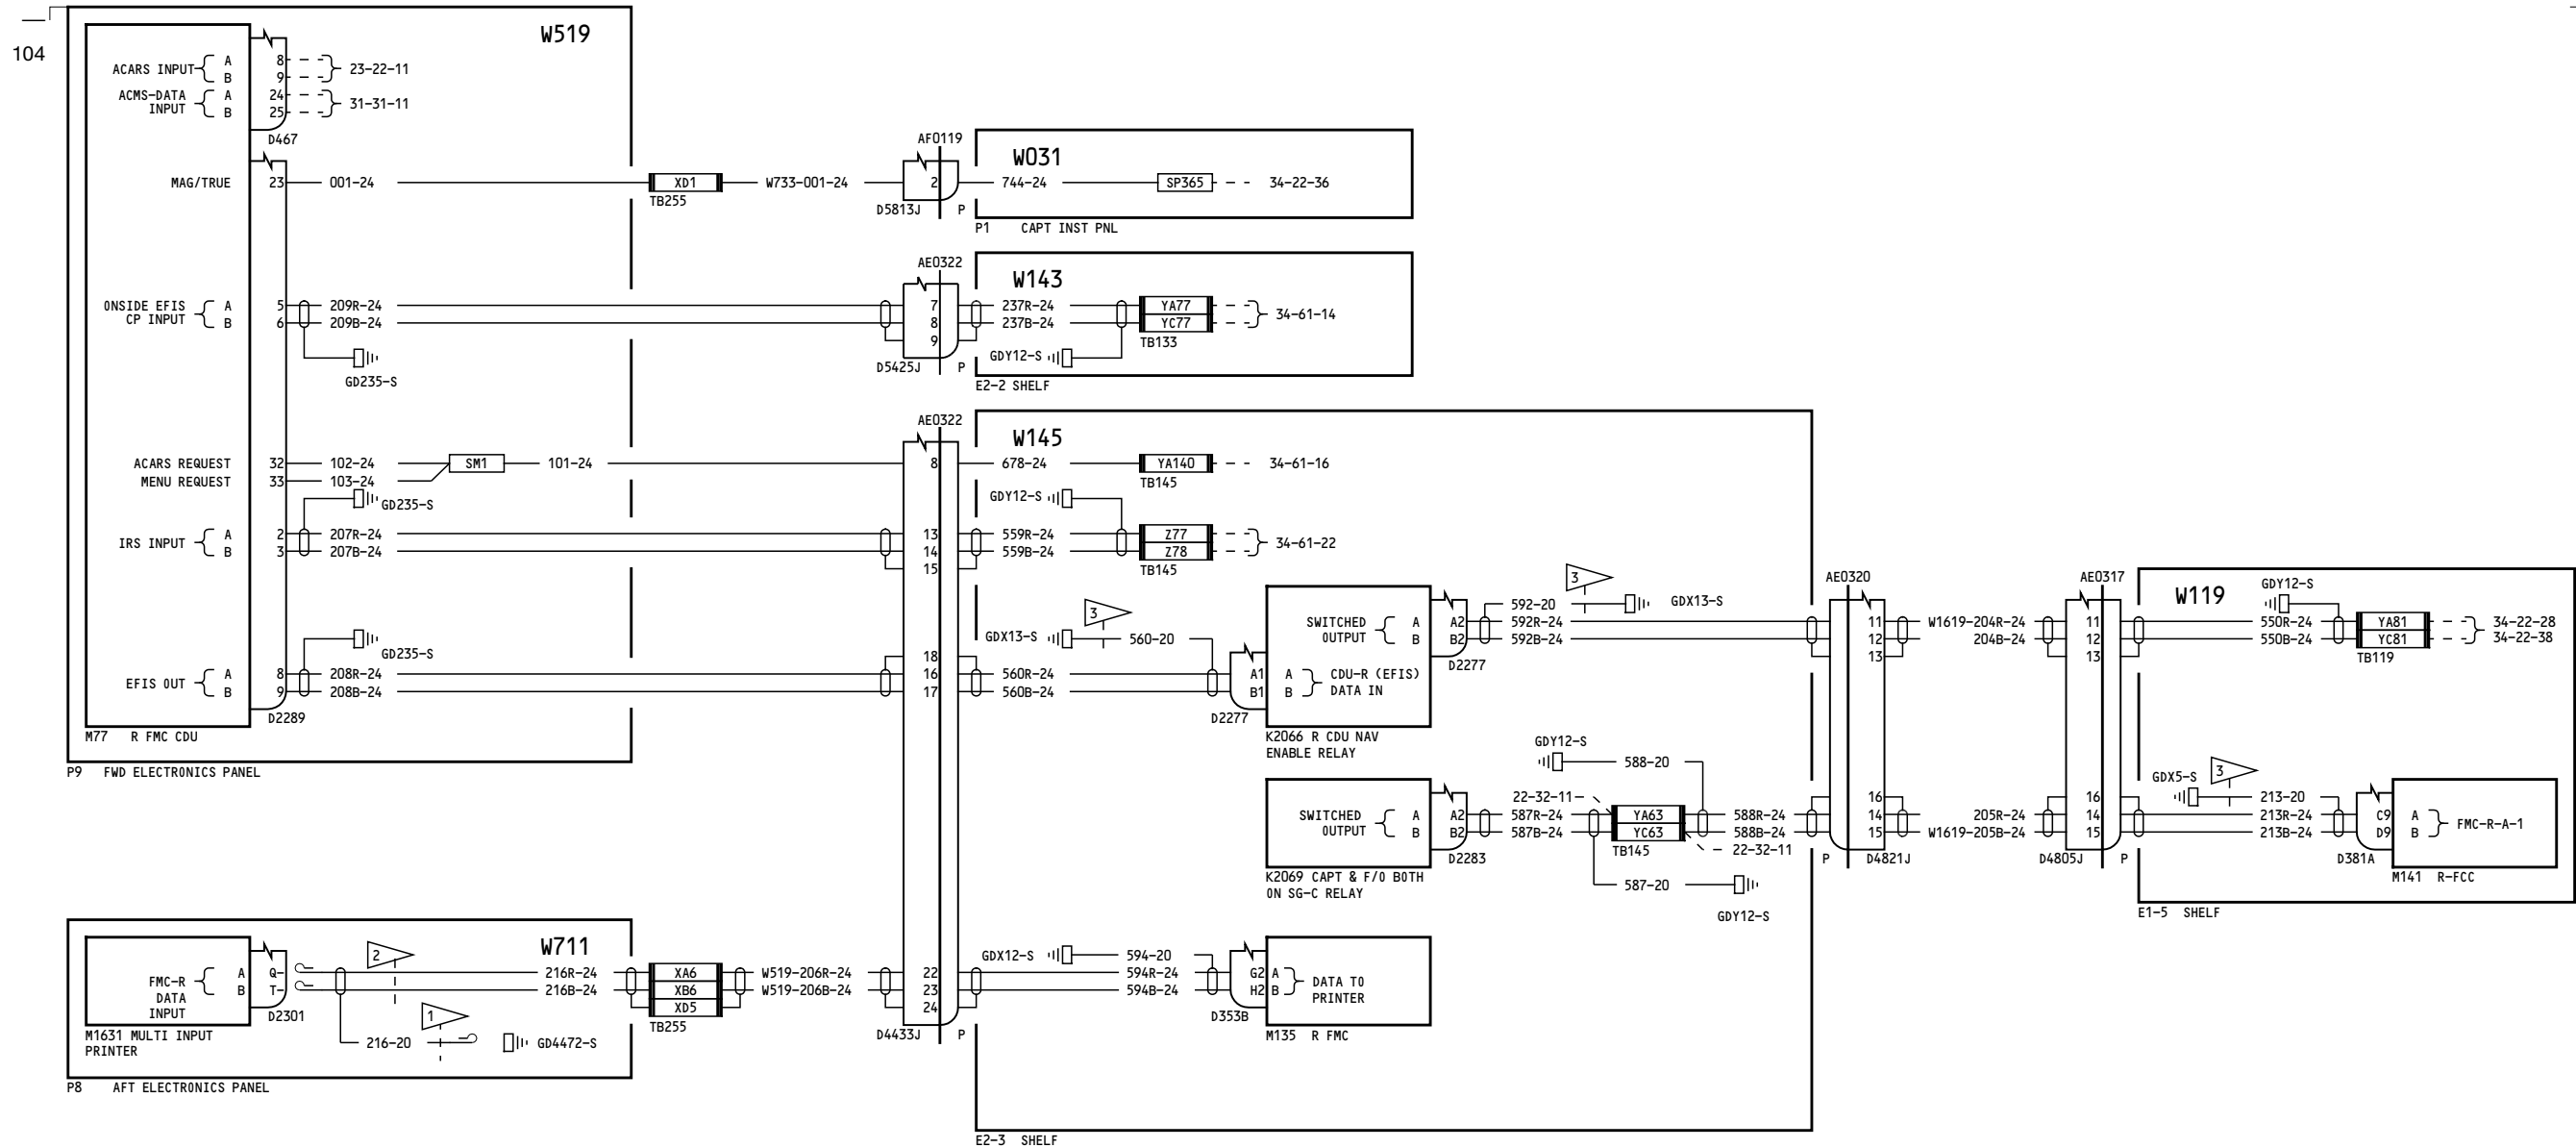 104
W519
ACARS INPUT A 8 23-22-11
B 9
ACMS-DATA INPUT A 24 31-31-11
B 25
D467
MAG/TRUE 23 001-24 XD1 W733-001-24 2 744-24 SP365 34-22-36
TB255
AF0119
W031
D5813J P
P1 CAPT INST PNL
AE0322
W143
ONSIDE EFIS CP INPUT A 5 209R-24 7 237R-24 YA77 34-61-14
B 6 209B-24 8 237B-24 YC77
9
TB133
GD235-S
GDY12-S
D5425J P
E2-2 SHELF
AE0322
W145
ACARS REQUEST 32 102-24 SM1 101-24 8 678-24 YA140 34-61-16
MENU REQUEST 33 103-24
TB145
GD235-S
GDY12-S
IRS INPUT A 2 207R-24 13 559R-24 Z77 34-61-22
B 3 207B-24 14 559B-24 Z78
15
TB145
GD235-S
GDX13-S 3 560-20
18
EFIS OUT A 8 208R-24 16 560R-24 A1 A CDU-R (EFIS)
B 9 208B-24 17 560B-24 B1 B DATA IN
D2289
D2277
M77 R FMC CDU
P9 FWD ELECTRONICS PANEL
3
592-20 GDX13-S
SWITCHED OUTPUT A A2 592R-24
B B2 592B-24
D2277
K2066 R CDU NAV
ENABLE RELAY
AE0320
11 W1619-204R-24 11
12 204B-24 12
13 13
AE0317
W119
GDY12-S
550R-24 YA81 34-22-28
550B-24 YC81 34-22-38
TB119
GDY12-S
588-20
22-32-11
SWITCHED OUTPUT A A2 587R-24 YA63 588R-24
B B2 587B-24 YC63 588B-24
D2283
TB145
22-32-11
K2069 CAPT & F/O BOTH
ON SG-C RELAY
587-20
GDY12-S
16 16
14 205R-24 14
15 W1619-205B-24 15
P D4821J
D4805J P
GDX5-S 3
213-20
213R-24 C9 A FMC-R-A-1
213B-24 D9 B
D381A
M141 R-FCC
E1-5 SHELF
W711
2
FMC-R DATA INPUT A Q- 216R-24 XA6 W519-206R-24 22
B T- 216B-24 XB6 W519-206B-24 23
XD5 24
D2301
TB255
1
216-20 GD4472-S
M1631 MULTI INPUT
PRINTER
P8 AFT ELECTRONICS PANEL
D4433J P
GDX12-S 594-20
594R-24 G2 A DATA TO
594B-24 H2 B PRINTER
D353B
M135 R FMC
E2-3 SHELF